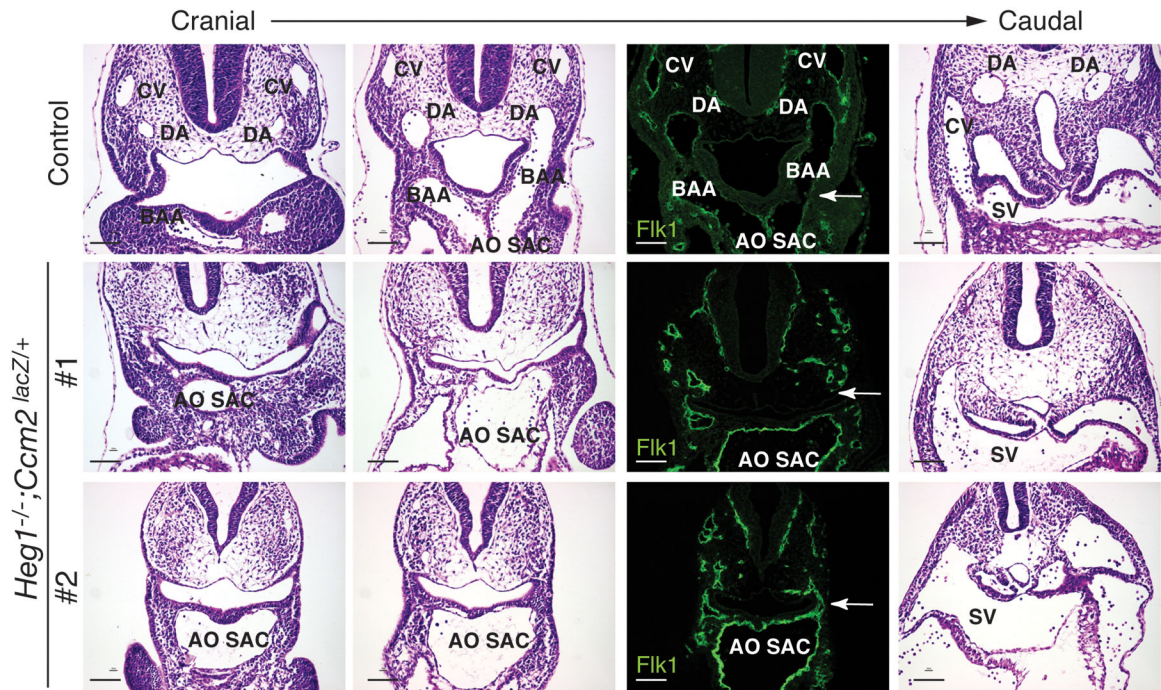 Cranial Caudal
Control
CV CV
DA DA
BAA
CV CV
DA DA
BAA
BAA
AO SAC
CV CV
DA DA
BAA
BAA
Flk1
AO SAC
DA DA
CV
SV
Heg1-/-;Ccm2 lacZ/+
#1
AO SAC
AO SAC
Flk1
AO SAC
SV
#2
AO SAC
AO SAC
Flk1
AO SAC
SV